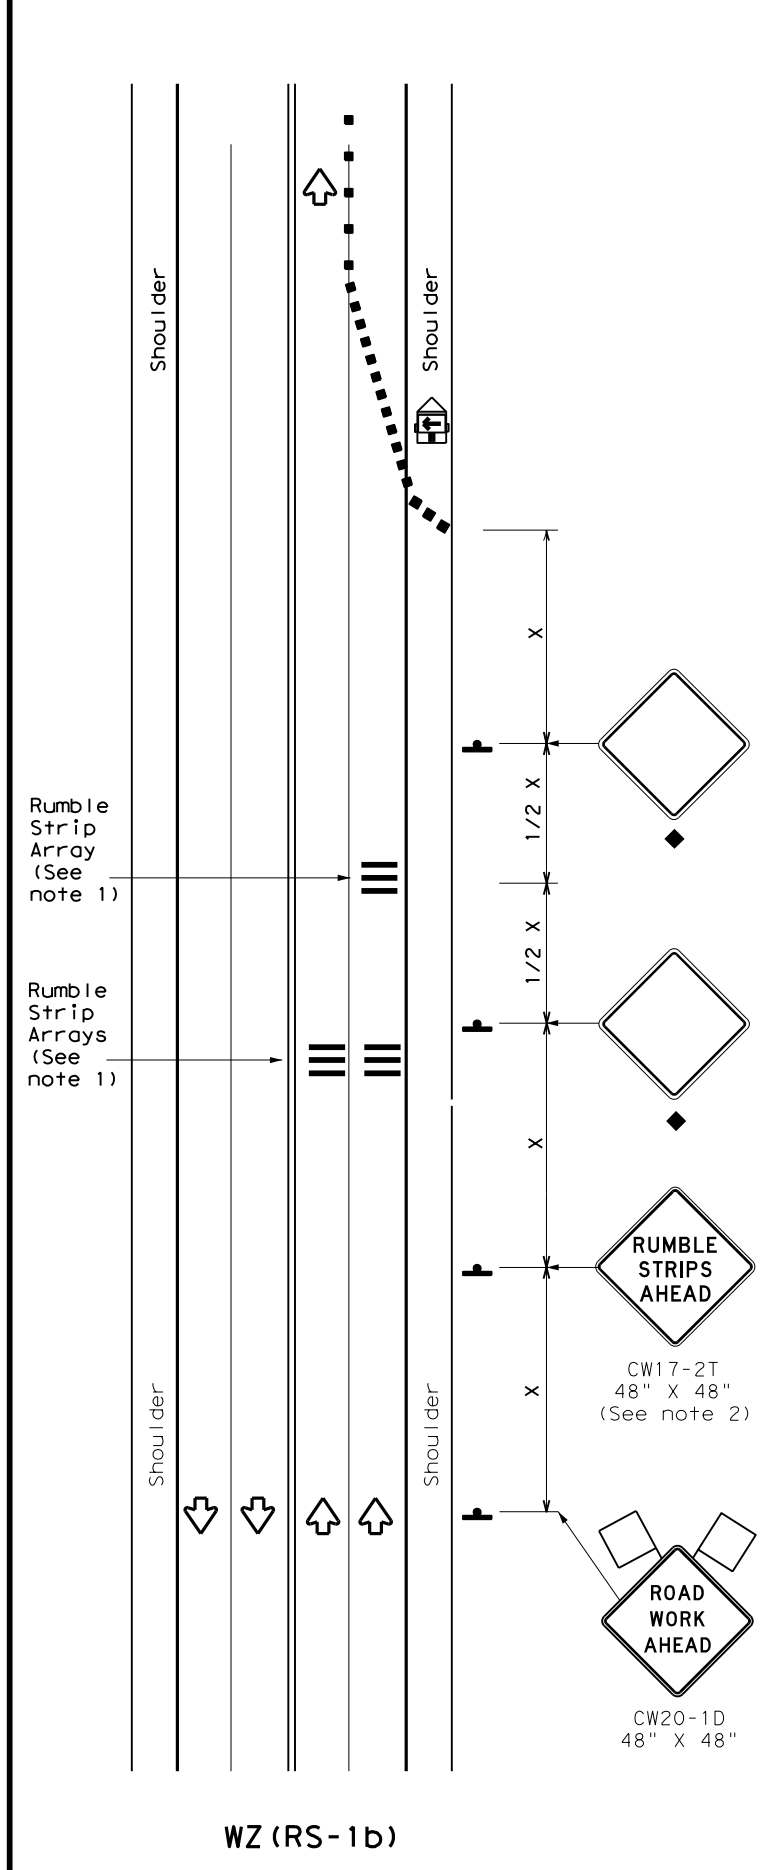 Shoulder
Shoulder
X
1/2 X
Rumble
Strip
Array
(See
note 1)
1/2 X
Rumble
Strip
Arrays
(See
note 1)
X
RUMBLE
STRIPS
AHEAD
CW17-2T
48" X 48"
(See note 2)
X
Shoulder
Shoulder
ROAD
WORK
AHEAD
CW20-1D
48" X 48"
WZ(RS-1b)